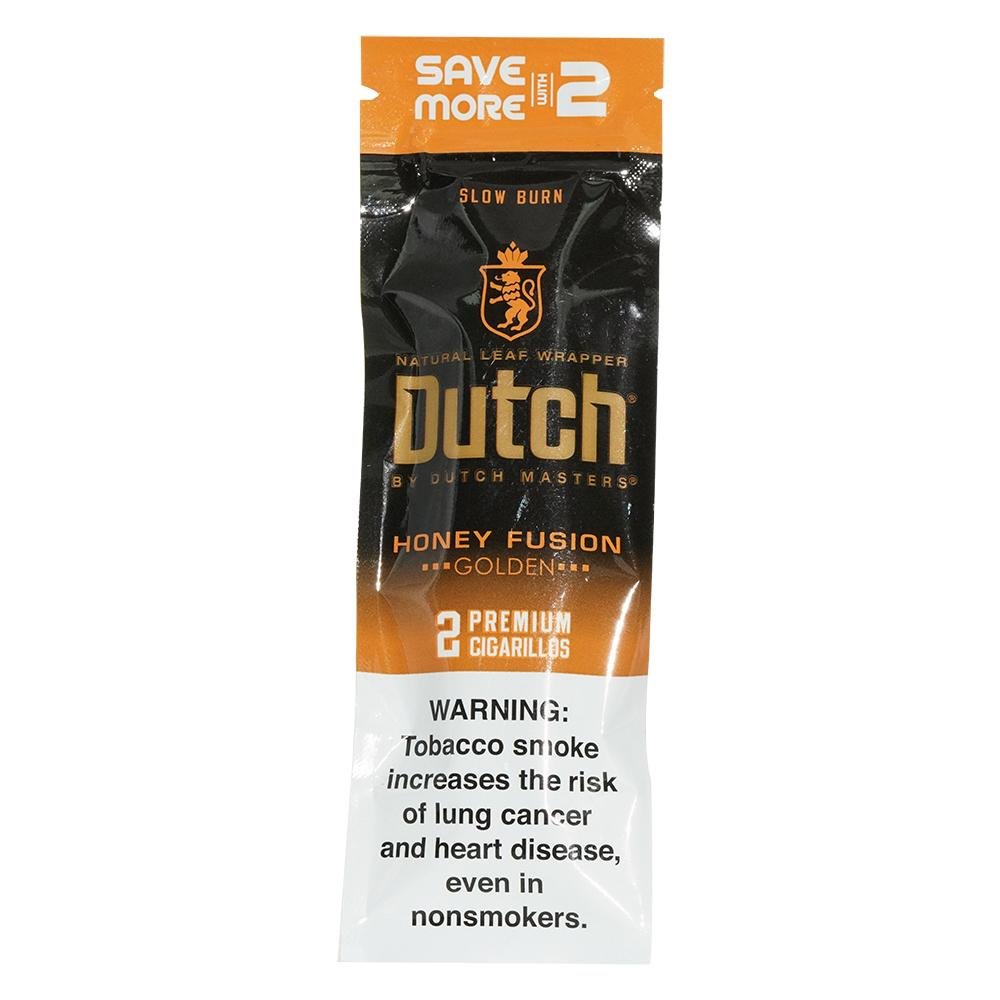 SAVE
MORE
WITH
2
SLOW BURN
NATURAL LEAF WRAPPER
Dutch®
BY DUTCH MASTERS®
HONEY FUSION
GOLDEN
2 PREMIUM
CIGARILLOS
WARNING:
Tobacco smoke
increases the risk
of lung cancer
and heart disease,
even in
nonsmokers.